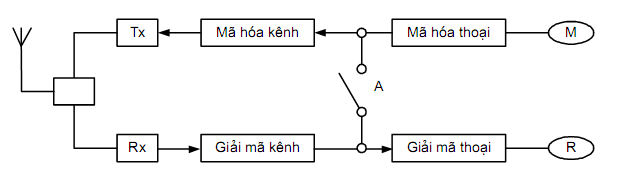 Tx
Mã hóa kênh
Mã hóa thoại
M
A
Rx
Giải mã kênh
Giải mã thoại
R